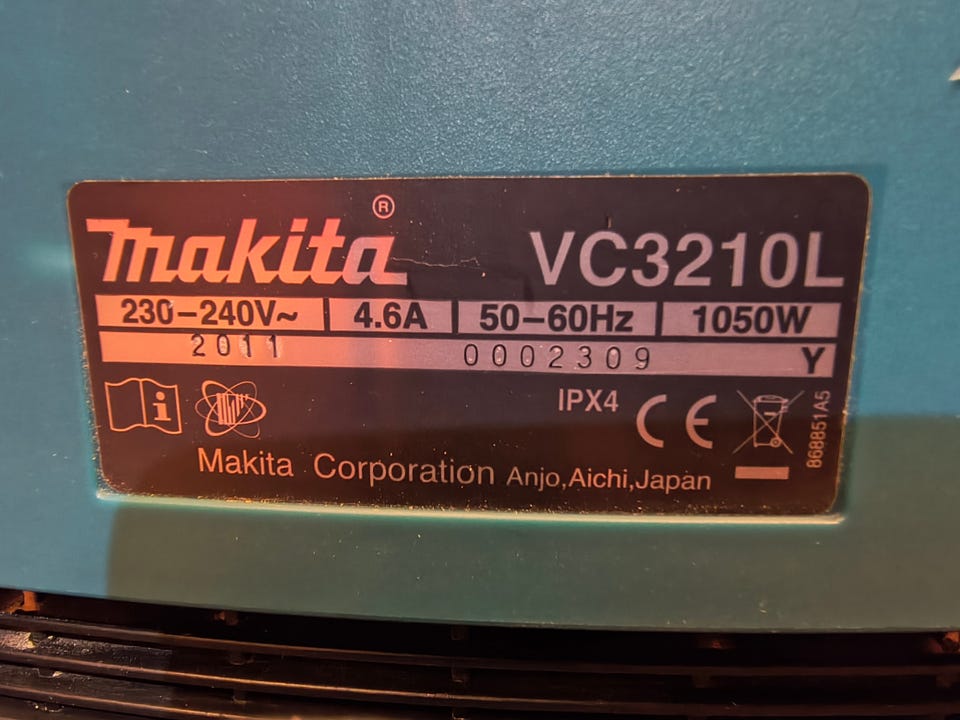 makita® VC3210L
230–240V~ 4.6A 50–60Hz 1050W
2011 0002309 Y
IPX4 CE
868851A5
Makita Corporation Anjo,Aichi,Japan